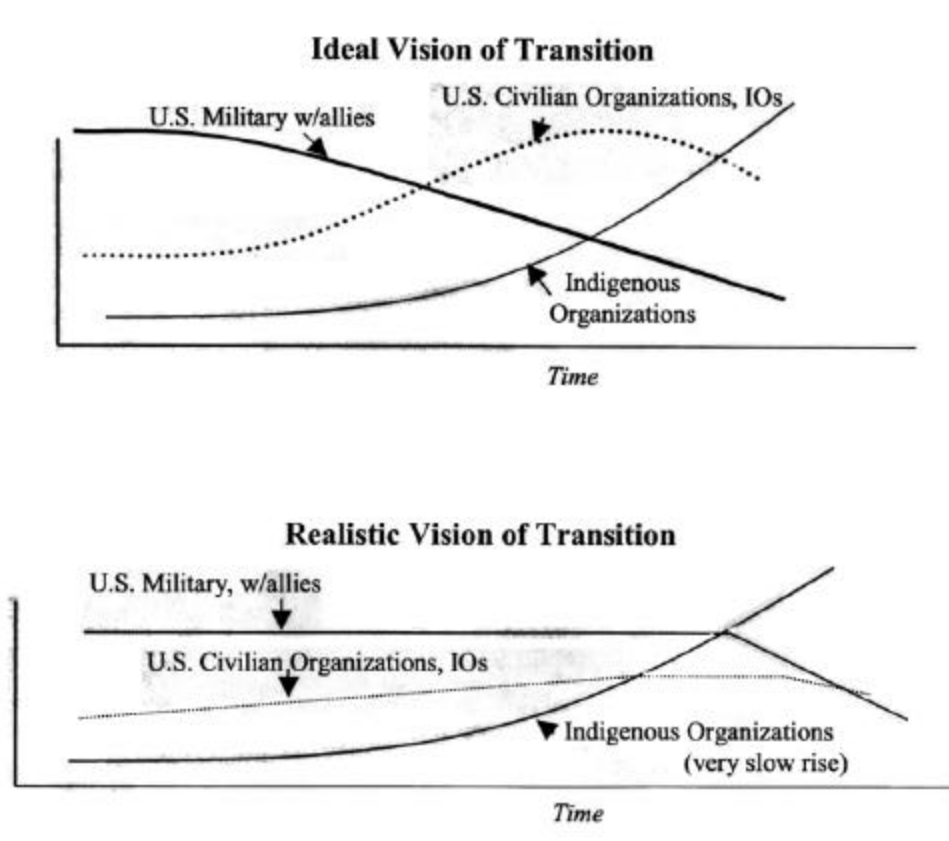 Ideal Vision of Transition
U.S. Civilian Organizations, IOs
U.S. Military w/allies
Indigenous
Organizations
Time
Realistic Vision of Transition
U.S. Military, w/allies
U.S. Civilian Organizations, IOs
Indigenous Organizations
(very slow rise)
Time